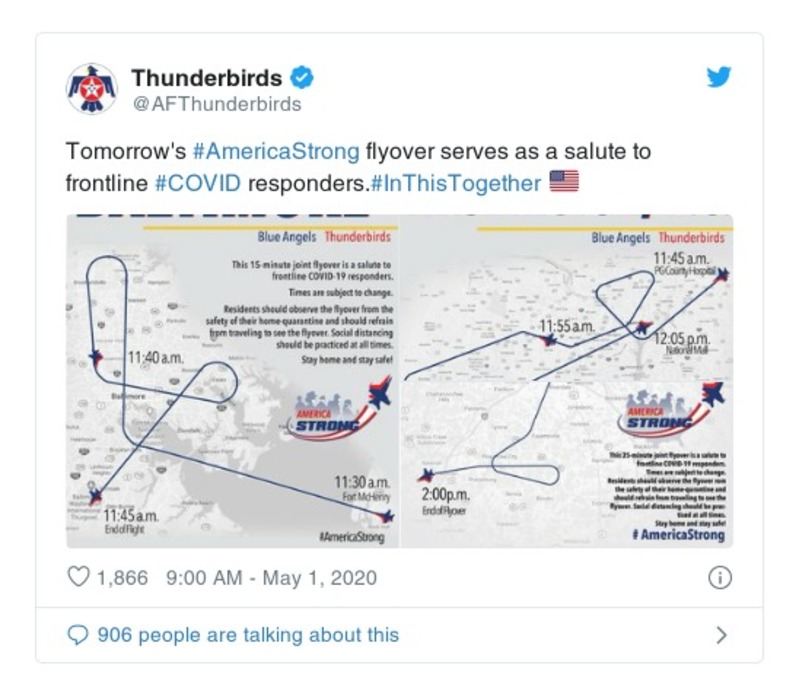 Thunderbirds
@AFThunderbirds
Tomorrow's #AmericaStrong flyover serves as a salute to
frontline #COVID responders.#InThisTogether
Blue Angels Thunderbirds
This 15-minute joint flyover is a salute to
frontline COVID-19 responders.
Times are subject to change.
Residents should observe the flyover from the
safety of their home-quarantine and should refrain
from traveling to see the flyover. Social distancing
should be practiced at all times.
Stay home and stay safe!
11:40 a.m.
Baltimore
AMERICA
STRONG
11:30 a.m.
Fort McHenry
11:45 a.m.
End of Flight
#AmericaStrong
Blue Angels Thunderbirds
11:45 a.m.
PG County Hospital
11:55 a.m.
12:05 p.m.
National Mall
AMERICA
STRONG
This 25-minute joint flyover is a salute to
frontline COVID-19 responders.
Times are subject to change.
Residents should observe the flyover rom
the safety of their home-quarantine and
should refrain from traveling to see the
flyover. Social distancing should be prac-
ticed at all times.
Stay home and stay safe!
2:00p.m.
End of Flyover
# AmericaStrong
1,866 9:00 AM - May 1, 2020
906 people are talking about this